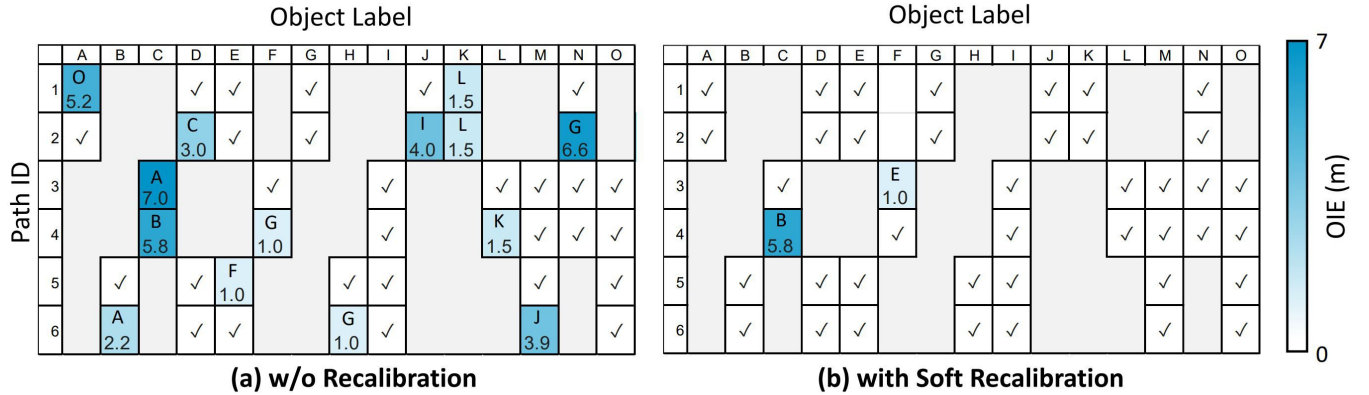 Object Label
A B C D E F G H I J K L M N O
Path ID
1 O ✓ ✓ ✓ ✓ L ✓
5.2 1.5
2 ✓ C ✓ ✓ I L G
3.0 4.0 1.5 6.6
3 A ✓ ✓ ✓ ✓ ✓ ✓
7.0
4 B G ✓ K ✓ ✓ ✓
5.8 1.0 1.5
5 ✓ ✓ F ✓ ✓ ✓ ✓
1.0
6 A ✓ ✓ G ✓ J ✓
2.2 1.0 3.9
(a) w/o Recalibration
Object Label
A B C D E F G H I J K L M N O
1 ✓ ✓ ✓ ✓ ✓ ✓ ✓
2 ✓ ✓ ✓ ✓ ✓ ✓ ✓
3 ✓ E ✓ ✓ ✓ ✓ ✓
1.0
4 B ✓ ✓ ✓ ✓ ✓ ✓
5.8
5 ✓ ✓ ✓ ✓ ✓ ✓ ✓
6 ✓ ✓ ✓ ✓ ✓ ✓ ✓
(b) with Soft Recalibration
7
OIE (m)
0